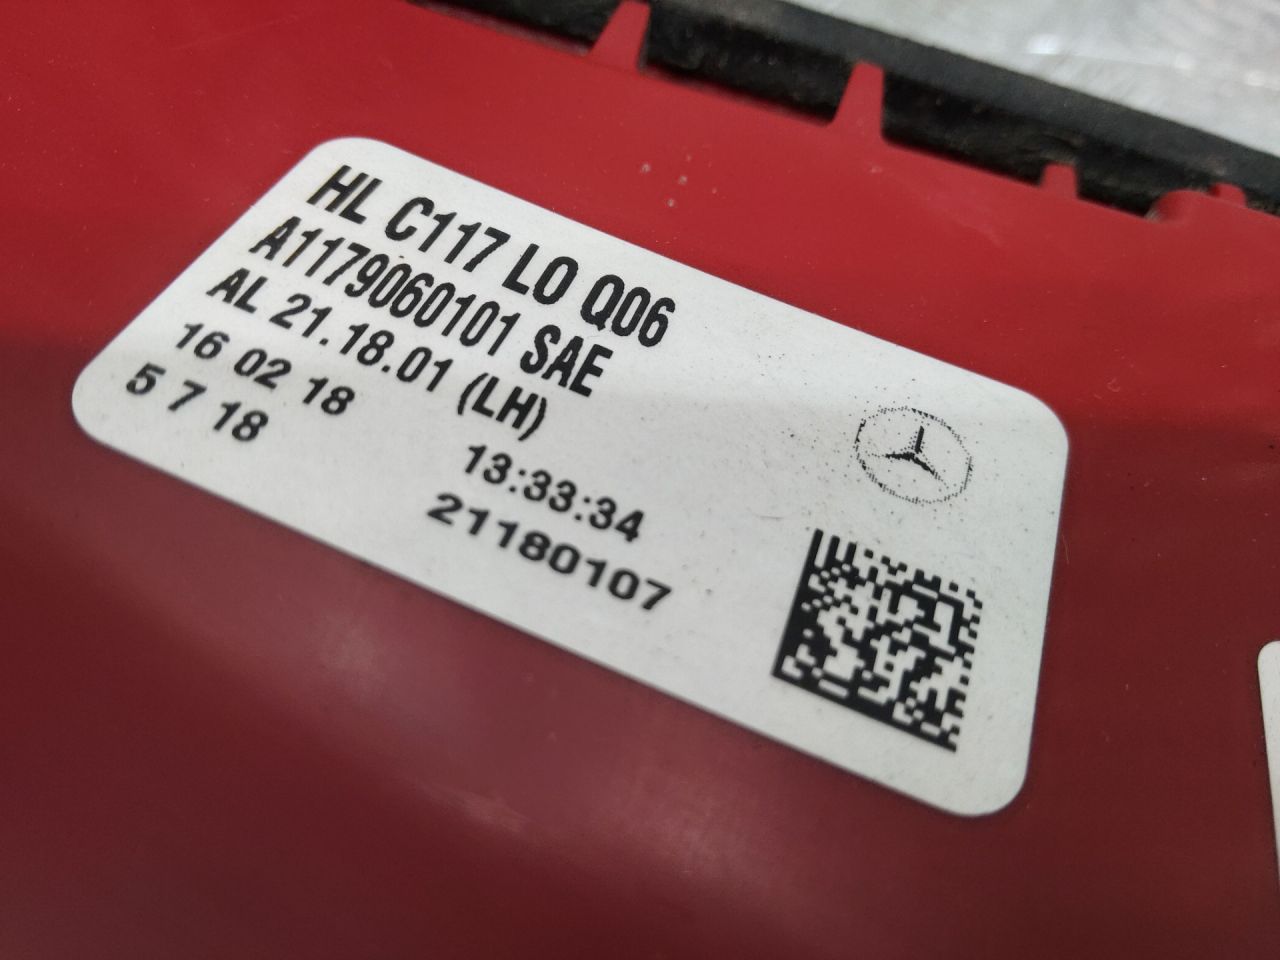 HL C117 LO Q06
A1179060101 SAE
AL 21.18.01 (LH)
16 02 18 13:33:34
5 7 18 21180107